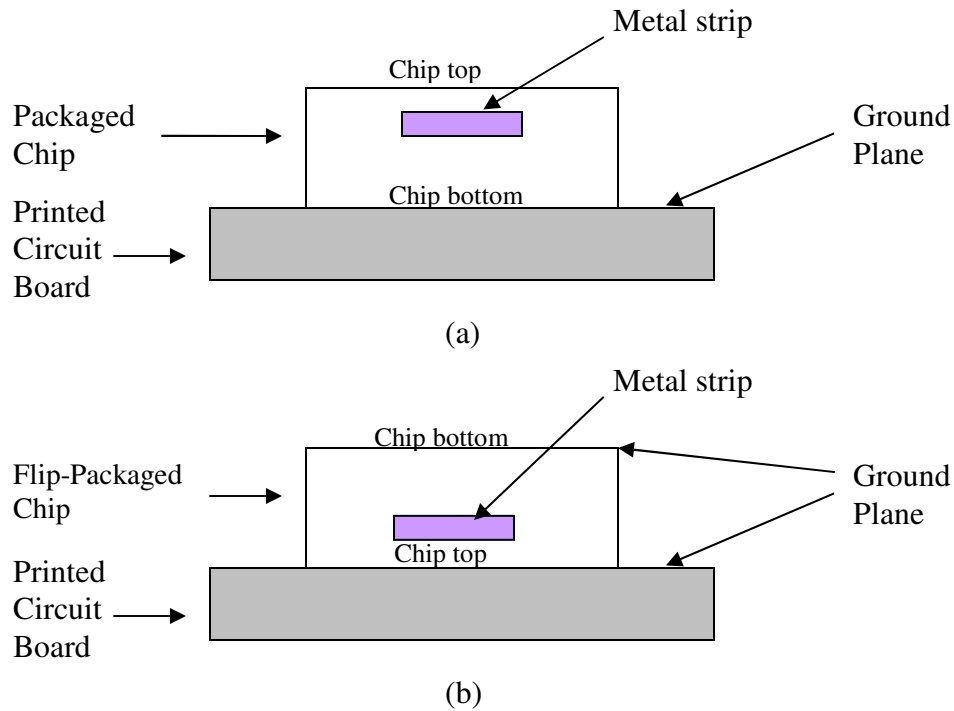 Metal strip
Chip top
Packaged
Chip
Ground
Plane
Chip bottom
Printed
Circuit
Board
(a)
Metal strip
Chip bottom
Flip-Packaged
Chip
Ground
Plane
Chip top
Printed
Circuit
Board
(b)